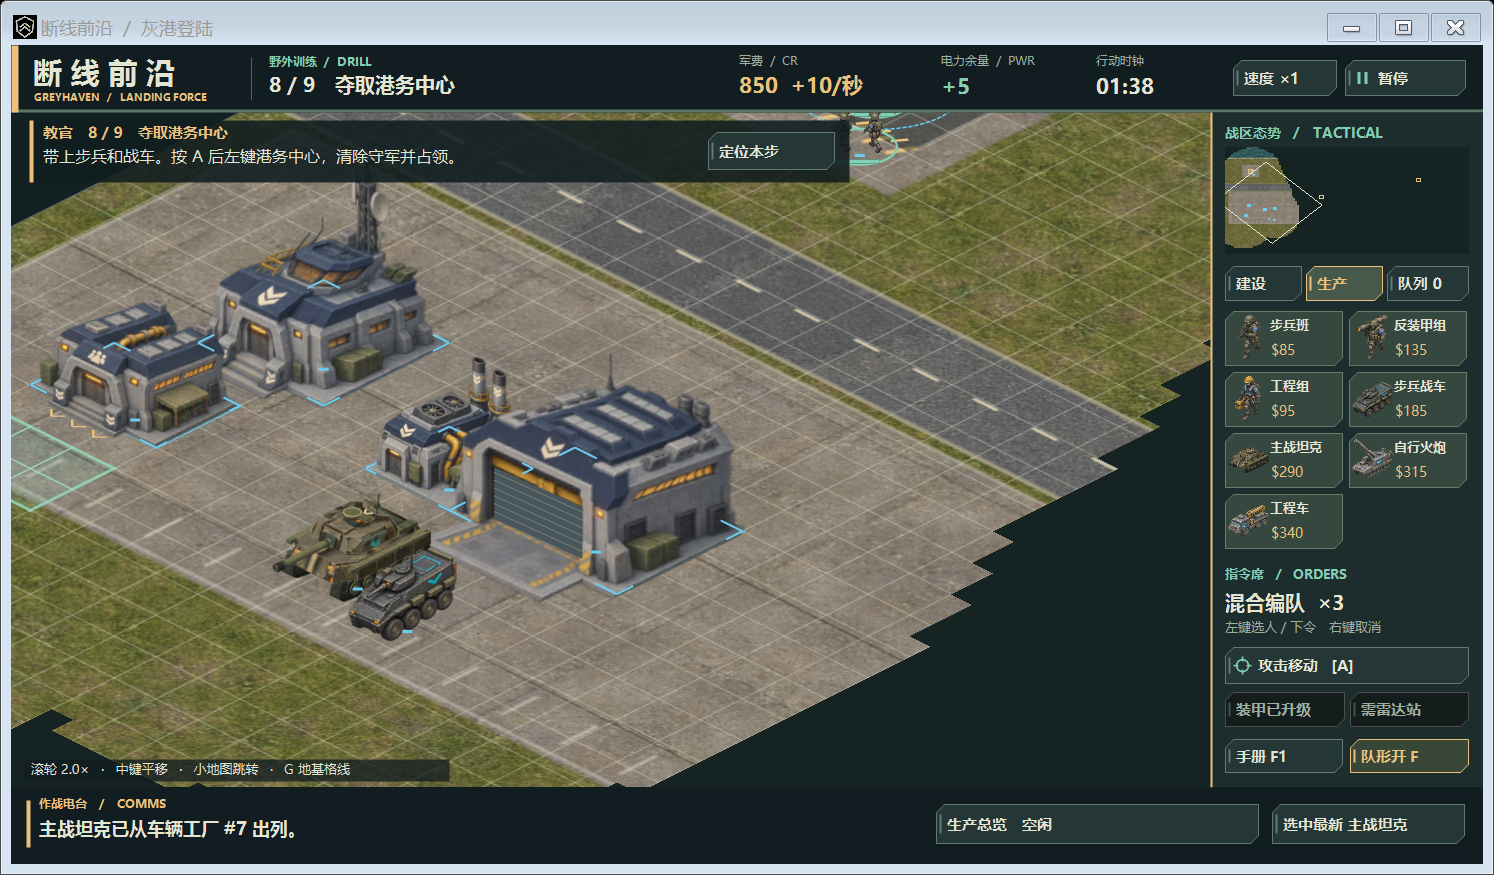 断线前沿 / 灰港登陆
断线前沿
GREYHAVEN / LANDING FORCE
野外训练 / DRILL
8 / 9 夺取港务中心
军费 / CR
850 +10/秒
电力余量 / PWR
+5
行动时钟
01:38
速度 ×1
暂停
教官 8 / 9 夺取港务中心
带上步兵和战车。按 A 后左键港务中心，清除守军并占领。
定位本步
战区态势 / TACTICAL
建设
生产
队列 0
步兵班
$85
反装甲组
$135
工程组
$95
步兵战车
$185
主战坦克
$290
自行火炮
$315
工程车
$340
指令席 / ORDERS
混合编队 ×3
左键选人 / 下令 右键取消
攻击移动 [A]
装甲已升级
需雷达站
手册 F1
队形开 F
滚轮 2.0× · 中键平移 · 小地图跳转 · G 地基格线
作战电台 / COMMS
主战坦克已从车辆工厂 #7 出列。
生产总览 空闲
选中最新 主战坦克